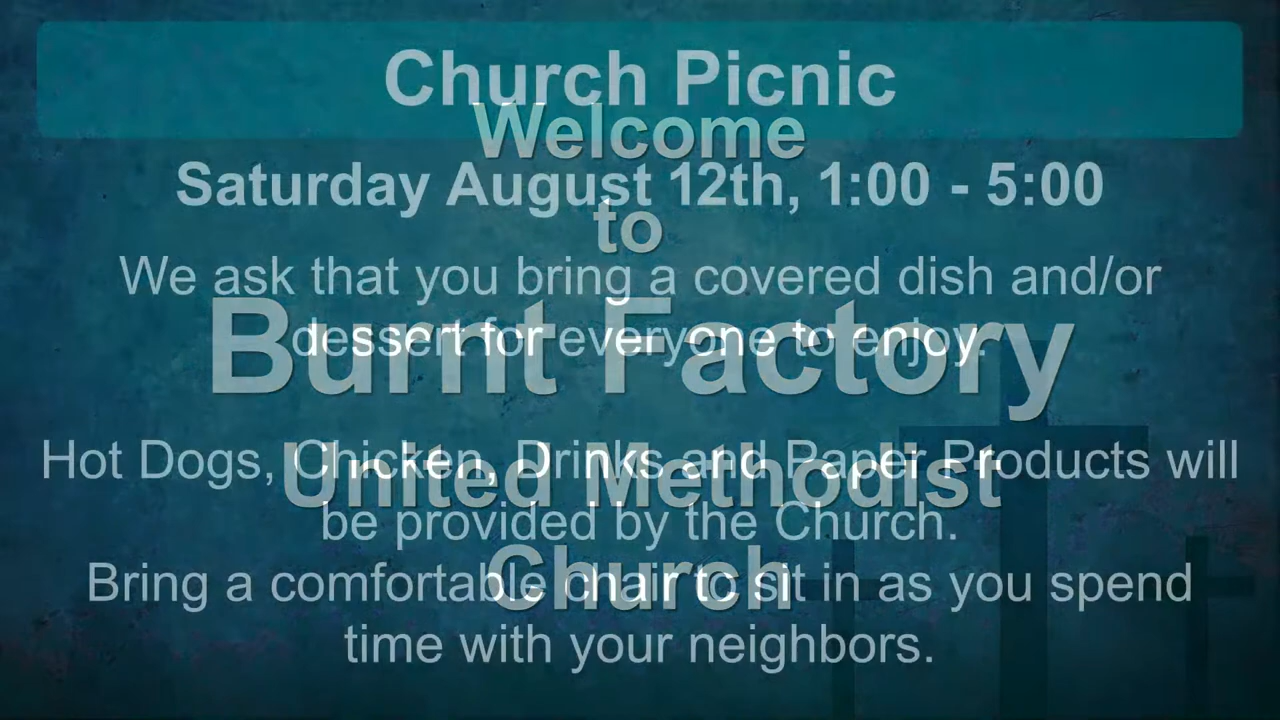 Church Picnic
Welcome
Saturday August 12th, 1:00 - 5:00
to
We ask that you bring a covered dish and/or
dessert for everyone to enjoy.
Burnt Factory
Hot Dogs, Chicken, Drinks and Paper Products will
United Methodist
be provided by the Church.
Church
Bring a comfortable chair to sit in as you spend
time with your neighbors.